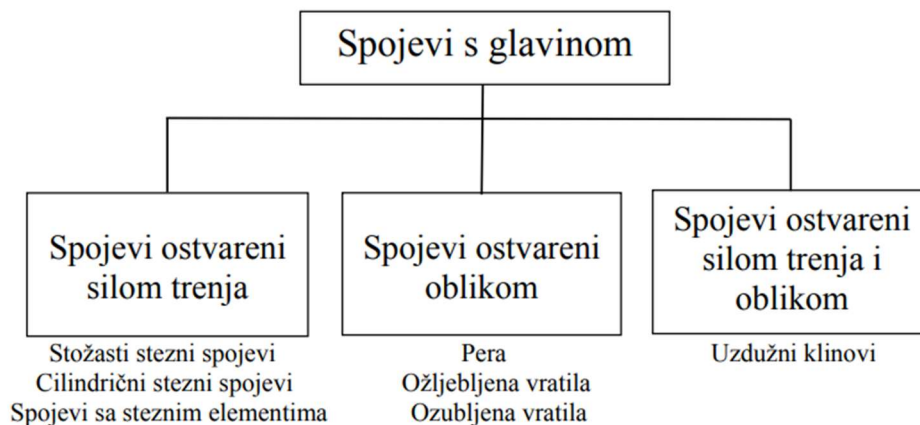 Spojevi s glavinom
Spojevi ostvareni
silom trenja
Stožasti stezni spojevi
Cilindrični stezni spojevi
Spojevi sa steznim elementima
Spojevi ostvareni
oblikom
Pera
Ožljebljena vratila
Ozubljena vratila
Spojevi ostvareni
silom trenja i
oblikom
Uzdužni klinovi